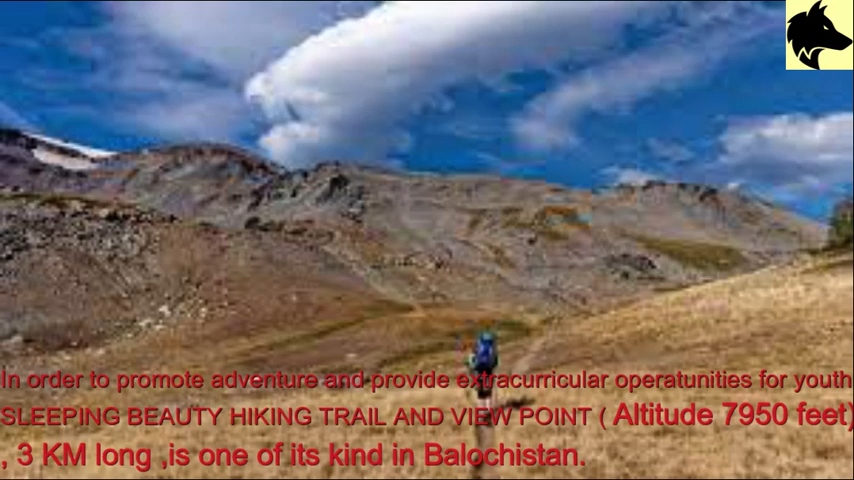 In order to promote adventure and provide extracurricular operatunities for youth
SLEEPING BEAUTY HIKING TRAIL AND VIEW POINT ( Altitude 7950 feet)
, 3 KM long ,is one of its kind in Balochistan.